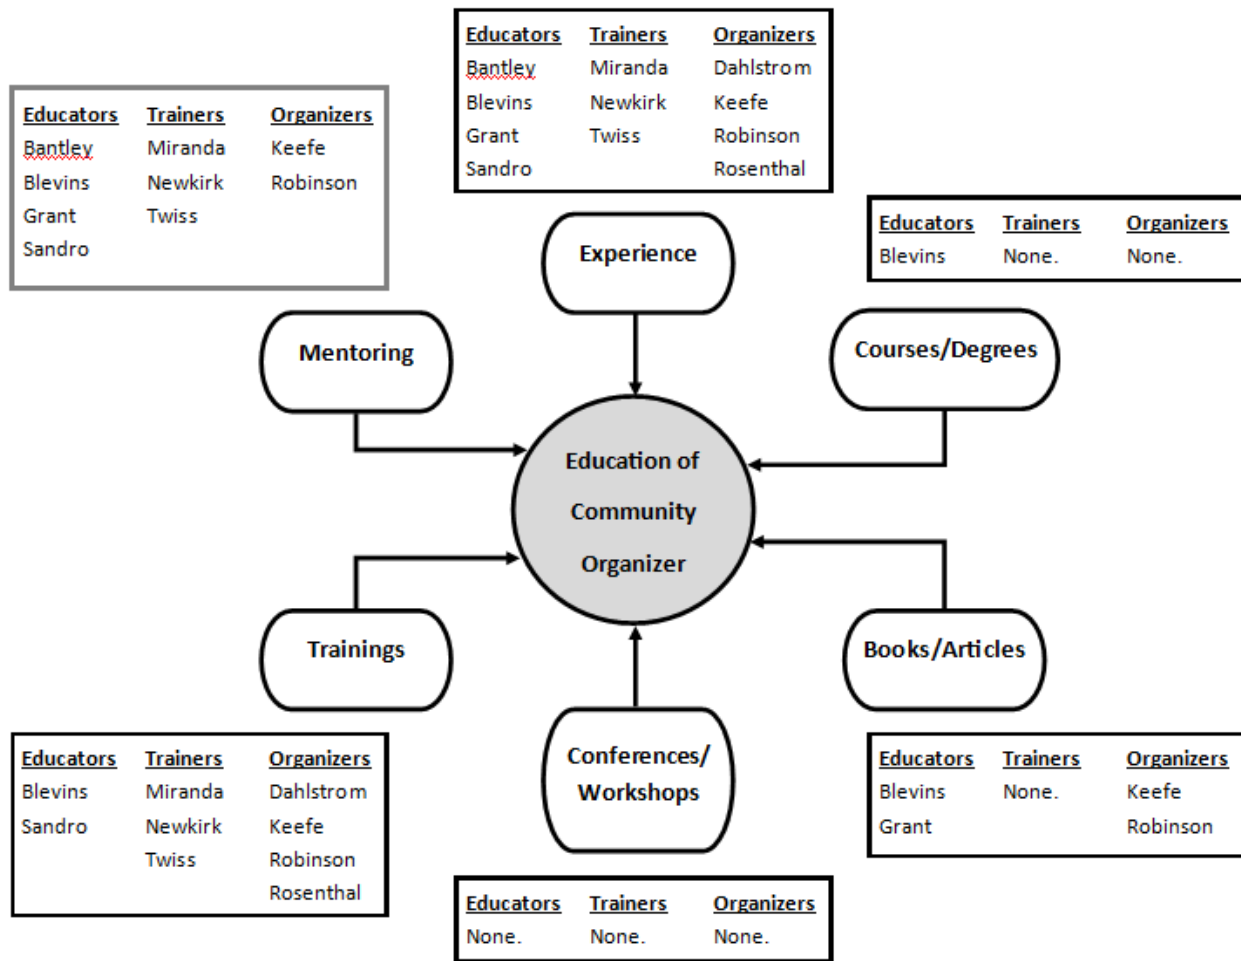 Educators Trainers Organizers
Bantley Miranda Dahlstrom
Blevins Newkirk Keefe
Grant Twiss Robinson
Sandro Rosenthal
Educators Trainers Organizers
Bantley Miranda Keefe
Blevins Newkirk Robinson
Grant Twiss
Sandro
Educators Trainers Organizers
Blevins None. None.
Experience
Mentoring
Courses/Degrees
Education of
Community
Organizer
Trainings
Books/Articles
Conferences/
Workshops
Educators Trainers Organizers
Blevins Miranda Dahlstrom
Sandro Newkirk Keefe
Twiss Robinson
Rosenthal
Educators Trainers Organizers
Blevins None. Keefe
Grant Robinson
Educators Trainers Organizers
None. None. None.